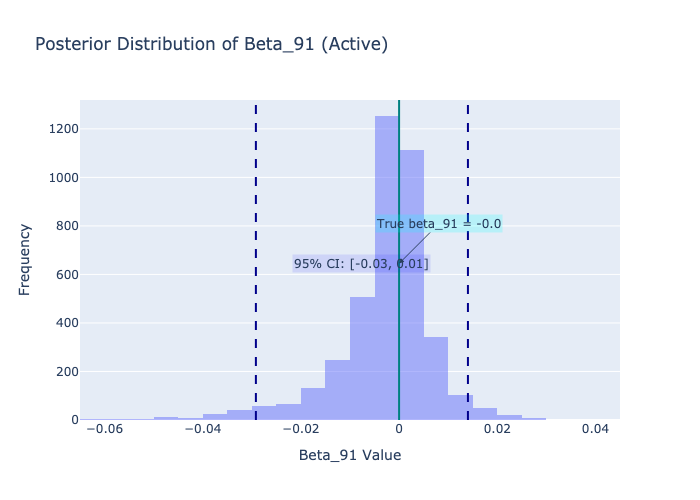 Posterior Distribution of Beta_91 (Active)
1200
1000
800
600
400
200
0
Frequency
True beta_91 = -0.0
95% CI: [-0.03, 0.01]
−0.06
−0.04
−0.02
0
0.02
0.04
Beta_91 Value